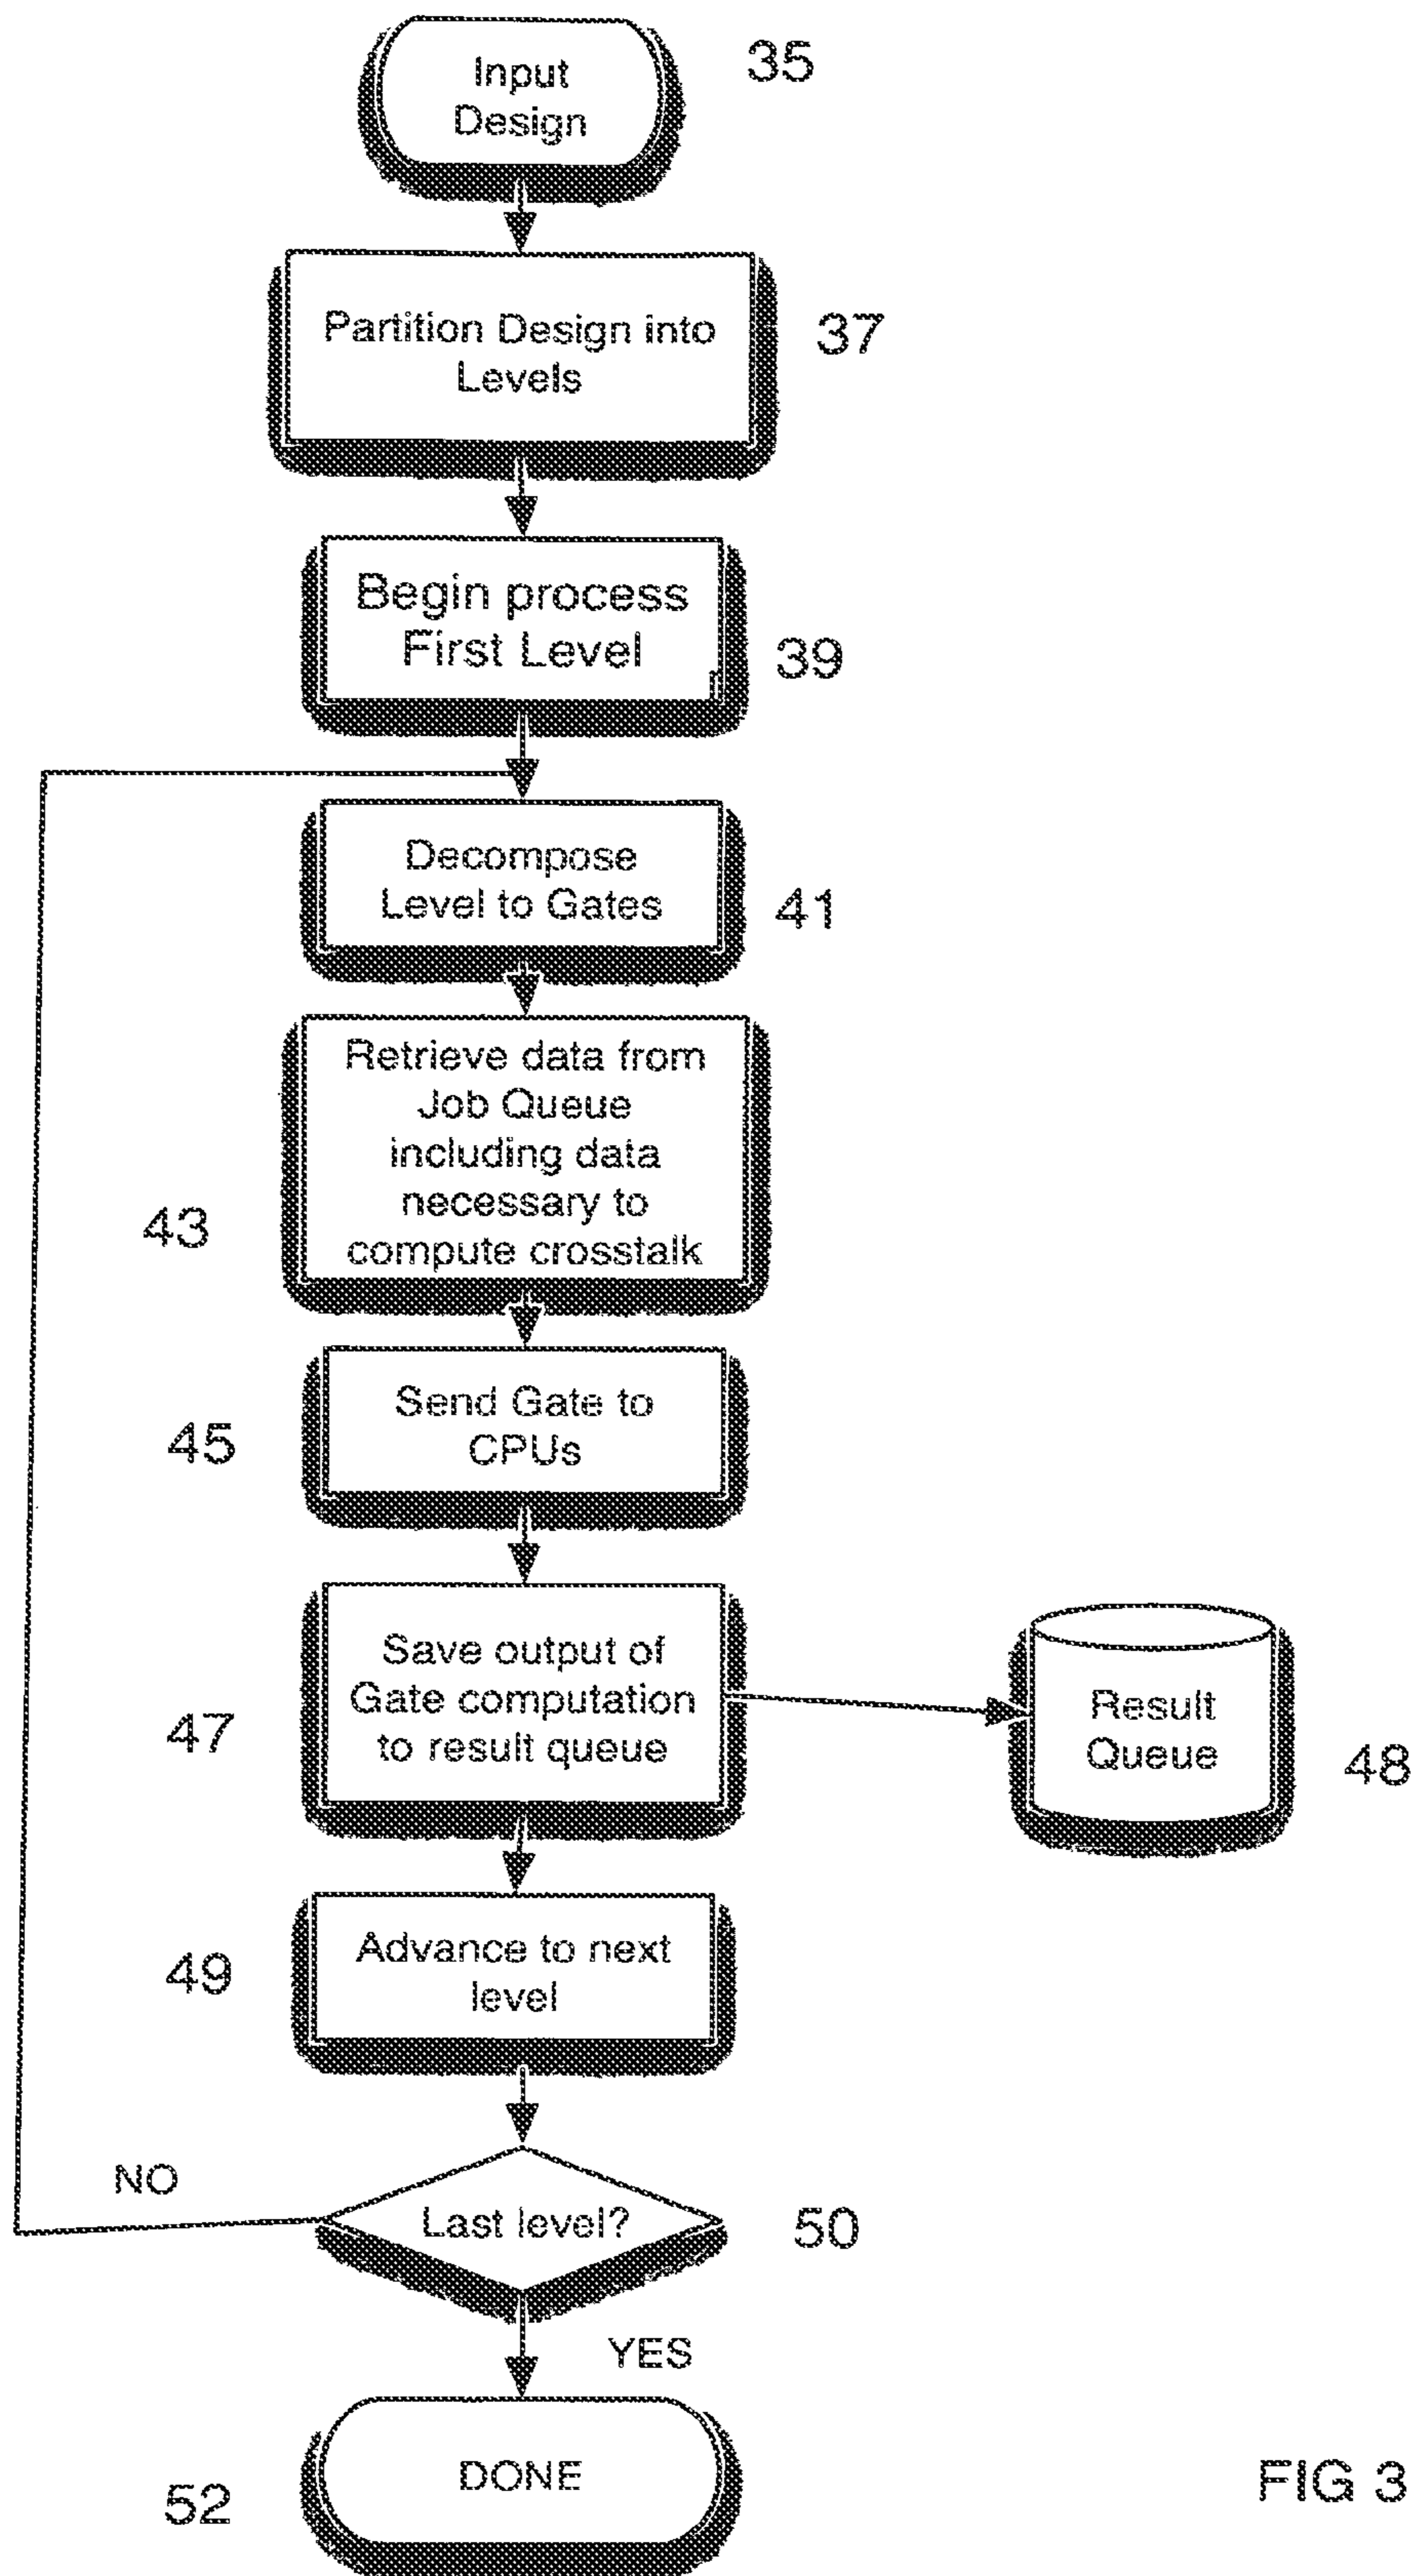 Input
Design
35
Partition Design into
Levels
37
Begin process
First Level
39
Decompose
Level to Gates
41
Retrieve data from
Job Queue
including data
necessary to
compute crosstalk
43
Send Gate to
CPUs
45
Save output of
Gate computation
to result queue
47
Result
Queue
48
Advance to next
level
49
NO
Last level?
50
YES
DONE
52
FIG 3